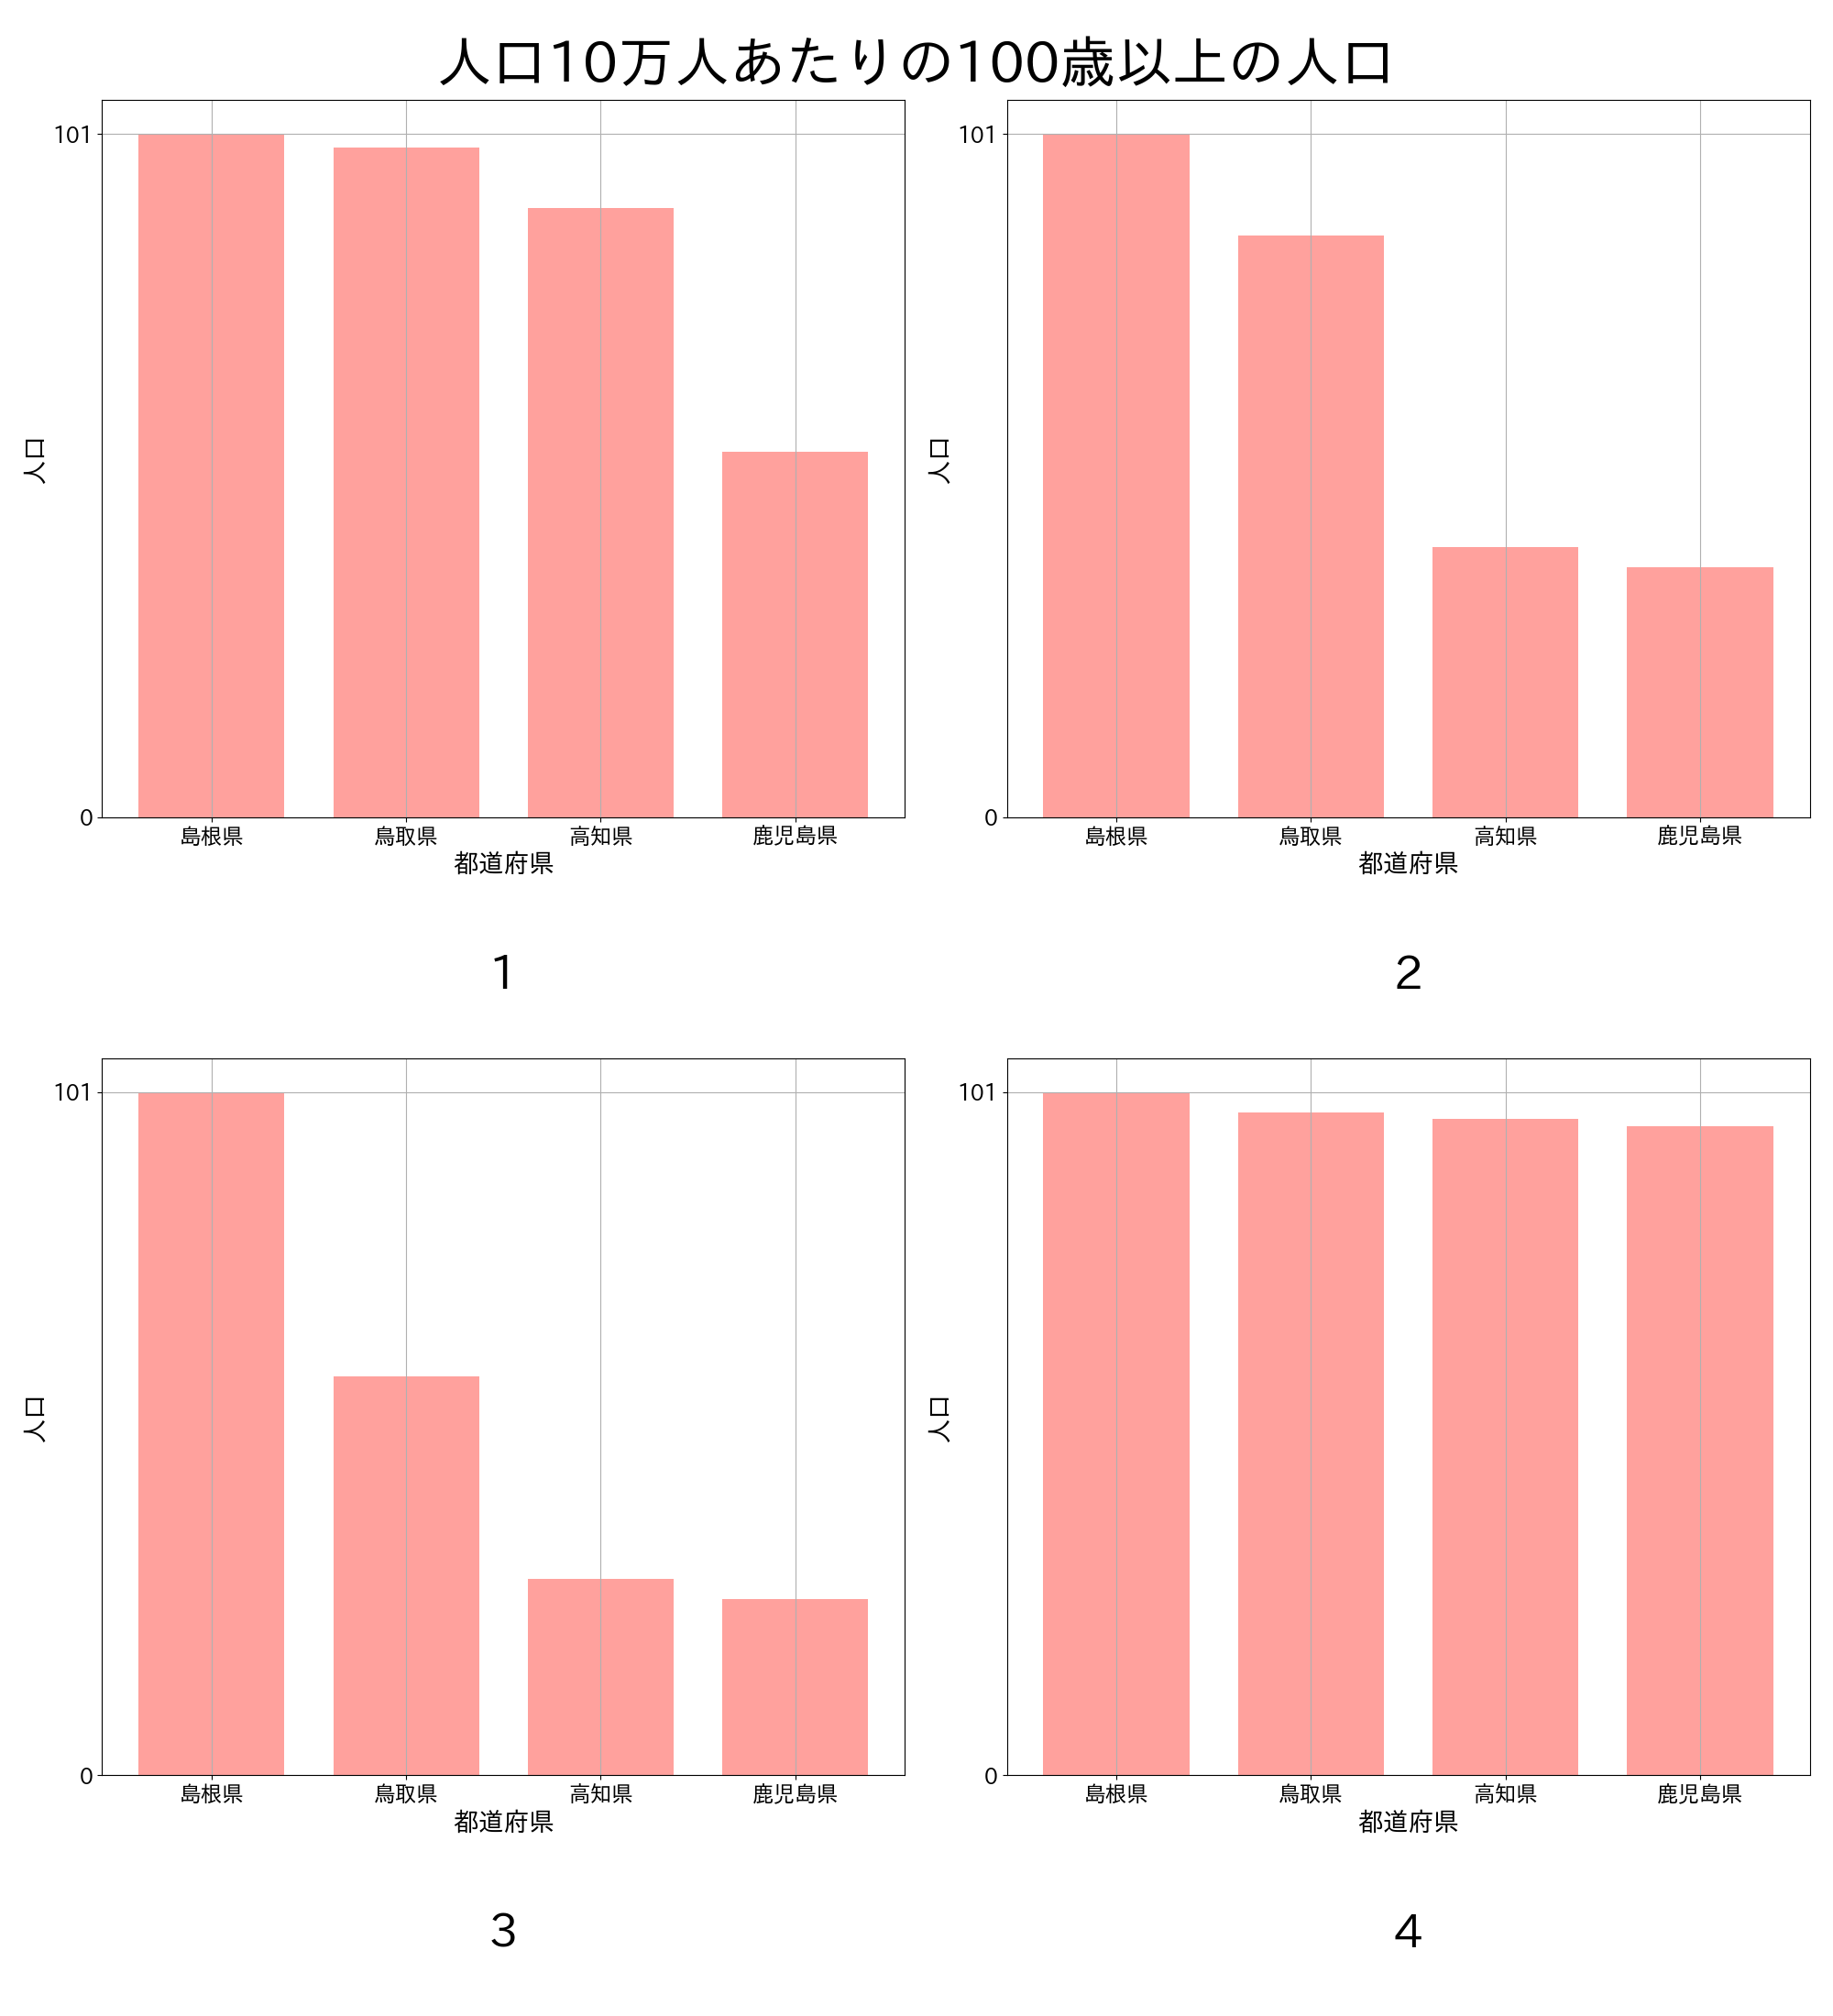 人口10万人あたりの100歳以上の人口
101
0
人口
島根県 鳥取県 高知県 鹿児島県
都道府県
1
101
0
人口
島根県 鳥取県 高知県 鹿児島県
都道府県
2
101
0
人口
島根県 鳥取県 高知県 鹿児島県
都道府県
3
101
0
人口
島根県 鳥取県 高知県 鹿児島県
都道府県
4